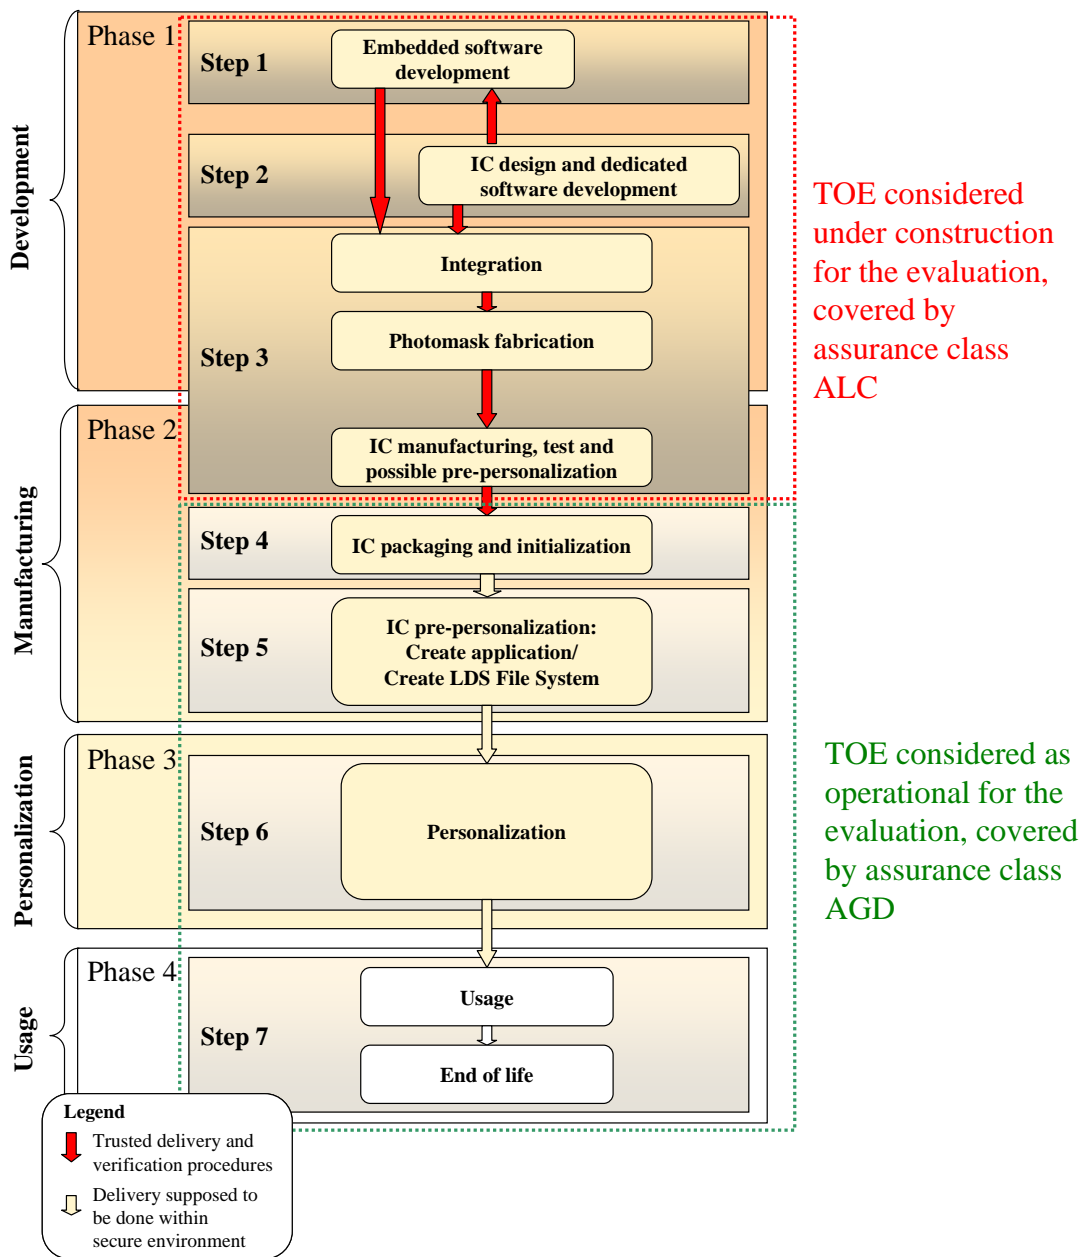 Development
Phase 1
Step 1
Embedded software
development
Step 2
IC design and dedicated
software development
Step 3
Integration
Photomask fabrication
TOE considered
under construction
for the evaluation,
covered by
assurance class
ALC
Manufacturing
Phase 2
IC manufacturing, test and
possible pre-personalization
Step 4
IC packaging and initialization
Step 5
IC pre-personalization:
Create application/
Create LDS File System
Personalization
Phase 3
Step 6
Personalization
TOE considered as
operational for the
evaluation, covered
by assurance class
AGD
Usage
Phase 4
Step 7
Usage
End of life
Legend
Trusted delivery and
verification procedures
Delivery supposed to
be done within
secure environment